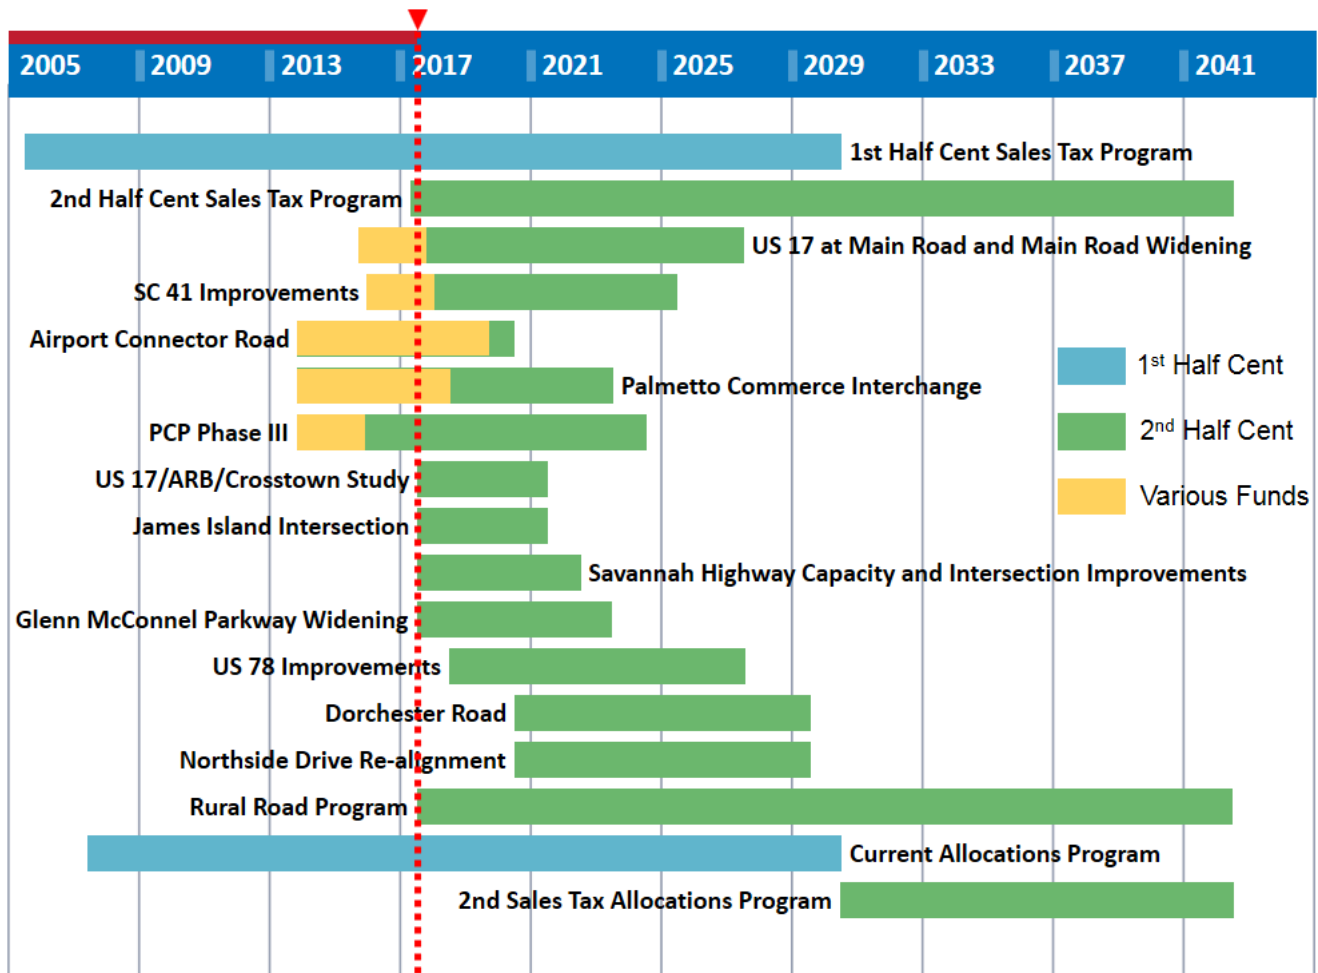 2005 2009 2013 2017 2021 2025 2029 2033 2037 2041
1st Half Cent Sales Tax Program
2nd Half Cent Sales Tax Program
US 17 at Main Road and Main Road Widening
SC 41 Improvements
Airport Connector Road
1st Half Cent
Palmetto Commerce Interchange
PCP Phase III
2nd Half Cent
US 17/ARB/Crosstown Study
Various Funds
James Island Intersection
Savannah Highway Capacity and Intersection Improvements
Glenn McConnel Parkway Widening
US 78 Improvements
Dorchester Road
Northside Drive Re-alignment
Rural Road Program
Current Allocations Program
2nd Sales Tax Allocations Program